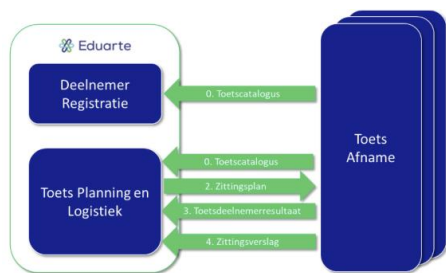 Eduarte
Deelnemer
Registratie
0. Toetscatalogus
Toets
Afname
0. Toetscatalogus
Toets Planning en
Logistiek
2. Zittingsplan
3. Toetsdeelnemerresultaat
4. Zittingsverslag